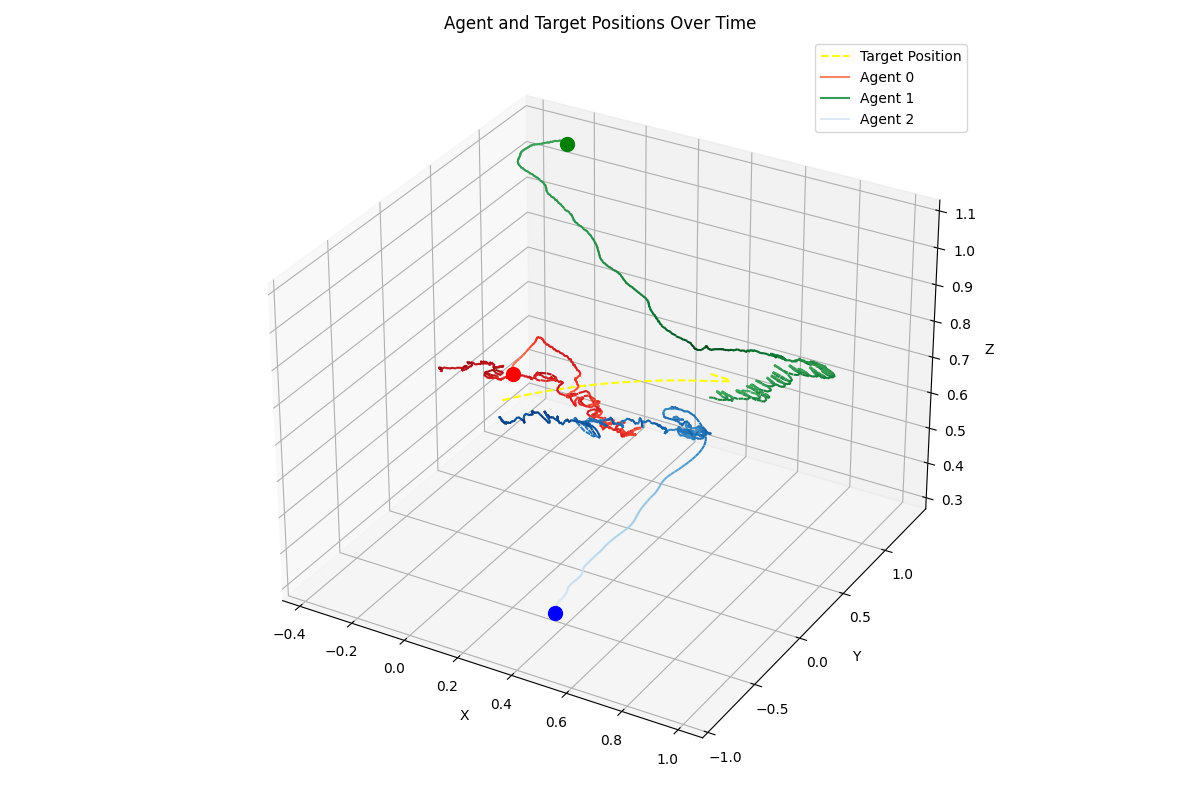 Agent and Target Positions Over Time
Target Position
Agent 0
Agent 1
Agent 2
1.1
1.0
0.9
0.8
0.7
0.6
0.5
0.4
0.3
Z
−0.4
−0.2
0.0
0.2
0.4
0.6
0.8
1.0
X
1.0
0.5
0.0
−0.5
−1.0
Y